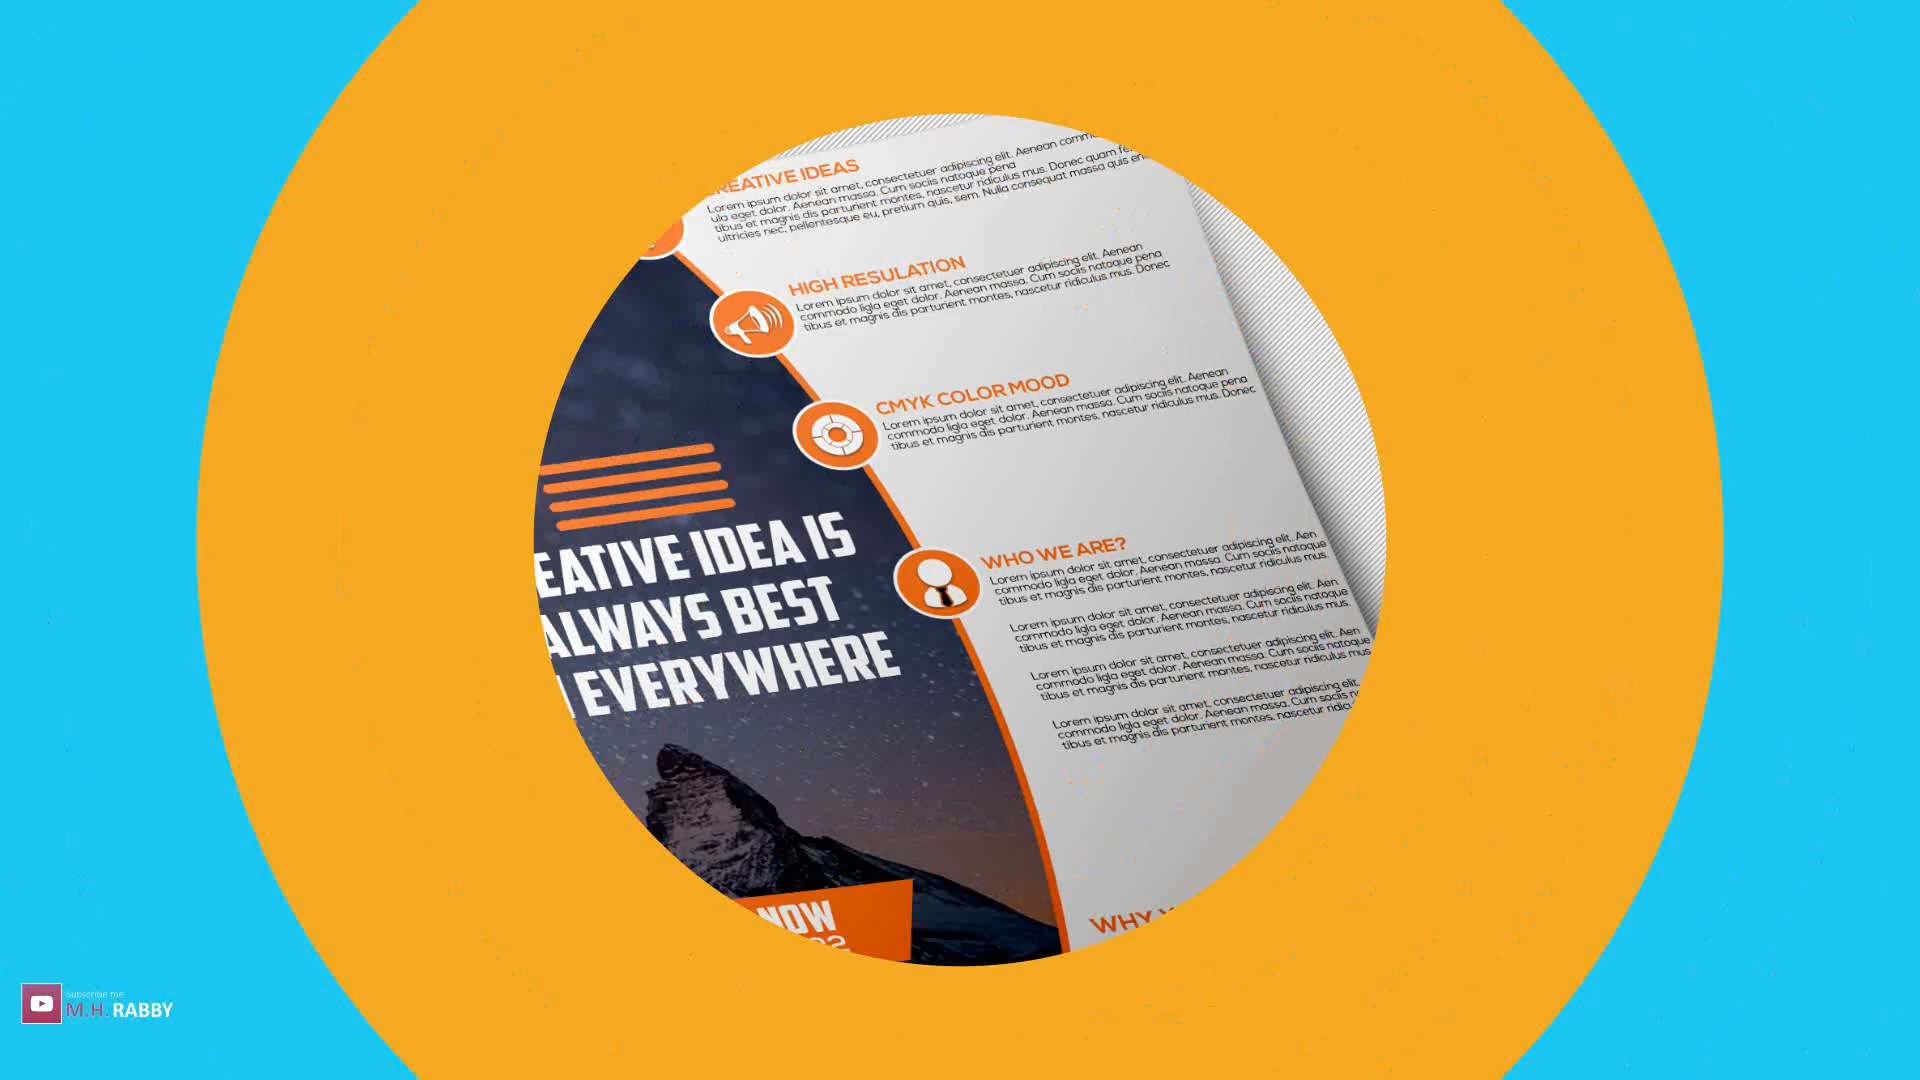 REATIVE IDEAS
Lorem ipsum dolor sit amet, consectetuer adipiscing elit. Aenean comm
ula eget dolor. Aenean massa. Cum sociis natoque pena
tibus et magnis dis parturient montes, nascetur ridiculus mus. Donec quam fe
ultricies nec, pellentesque eu, pretium quis, sem. Nulla consequat massa quis en
HIGH RESULATION
Lorem ipsum dolor sit amet, consectetuer adipiscing elit. Aenean
commodo ligla eget dolor. Aenean massa. Cum sociis natoque pena
tibus et magnis dis parturient montes, nascetur ridiculus mus. Donec
CMYK COLOR MOOD
Lorem ipsum dolor sit amet, consectetuer adipiscing elit. Aenean
commodo ligla eget dolor. Aenean massa. Cum sociis natoque pena
tibus et magnis dis parturient montes, nascetur ridiculus mus. Donec
EATIVE IDEA IS
ALWAYS BEST
EVERYWHERE
WHO WE ARE?
Lorem ipsum dolor sit amet, consectetuer adipiscing elit. Aen
commodo ligla eget dolor. Aenean massa. Cum sociis natoque
tibus et magnis dis parturient montes, nascetur ridiculus mus.
Lorem ipsum dolor sit amet, consectetuer adipiscing elit. Aen
commodo ligla eget dolor. Aenean massa. Cum sociis natoque
tibus et magnis dis parturient montes, nascetur ridiculus mus.
Lorem ipsum dolor sit amet, consectetuer adipiscing elit. Aen
commodo ligla eget dolor. Aenean massa. Cum sociis natoque
tibus et magnis dis parturient montes, nascetur ridiculus mus
Lorem ipsum dolor sit amet, consectetuer adipiscing elit.
commodo ligla eget dolor. Aenean massa. Cum sociis n
tibus et magnis dis parturient montes, nascetur ridicu
NOW
WHY
Subscribe me
M.H. RABBY